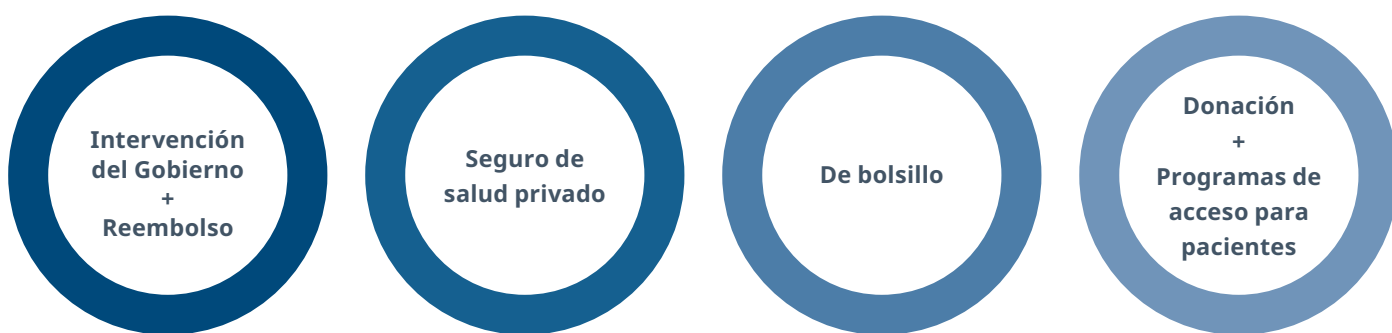 Intervención
del Gobierno
+
Reembolso
Seguro de
salud privado
De bolsillo
Donación
+
Programas de
acceso para
pacientes